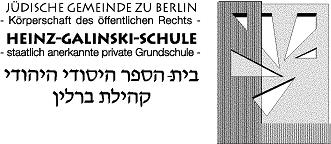 JÜDISCHE GEMEINDE ZU BERLIN
- Körperschaft des öffentlichen Rechts -
HEINZ-GALINSKI-SCHULE
- staatlich anerkannte private Grundschule -
בית-הספר היסודי היהודי
קהילת ברלין